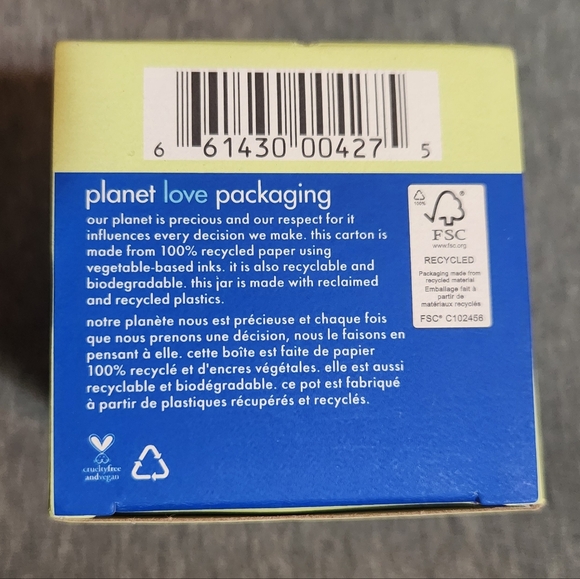 6 61430 00427 5
planet love packaging
our planet is precious and our respect for it
influences every decision we make. this carton is
made from 100% recycled paper using
vegetable-based inks. it is also recyclable and
biodegradable. this jar is made with reclaimed
and recycled plastics.
notre planète nous est précieuse et chaque fois
que nous prenons une décision, nous le faisons en
pensant à elle. cette boîte est faite de papier
100% recyclé et d'encres végétales. elle est aussi
recyclable et biodégradable. ce pot est fabriqué
à partir de plastiques récupérés et recyclés.
100%
®
FSC
www.fsc.org
RECYCLED
Packaging made from
recycled material
Emballage fait à
partir de
matériaux recyclés
FSC® C102456
crueltyfree
andvegan